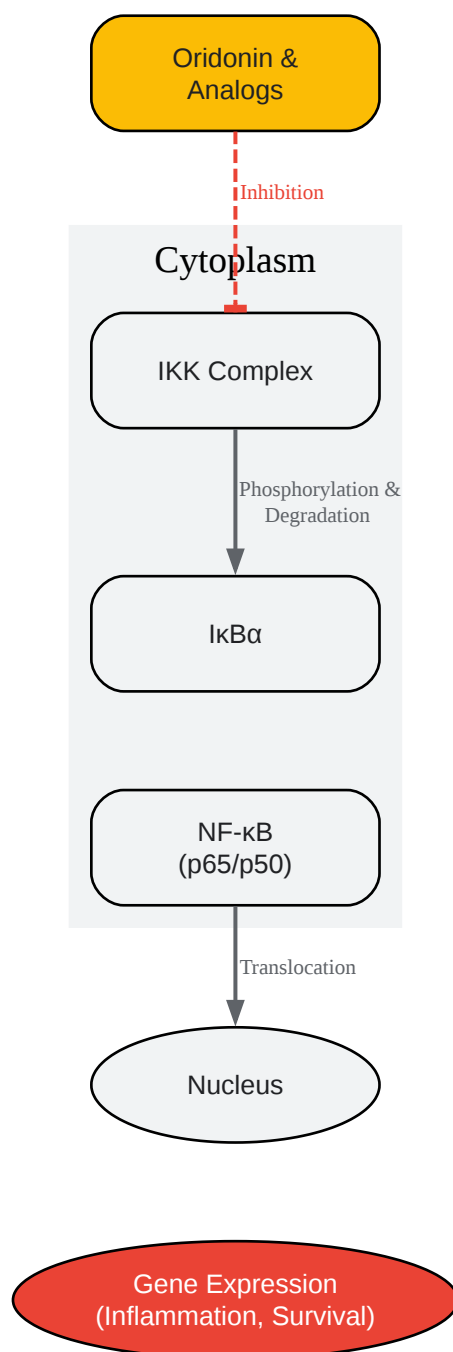 Oridonin &
Analogs
Inhibition
Cytoplasm
IKK Complex
Phosphorylation &
Degradation
IκBα
NF-κB
(p65/p50)
Translocation
Nucleus
Gene Expression
(Inflammation, Survival)